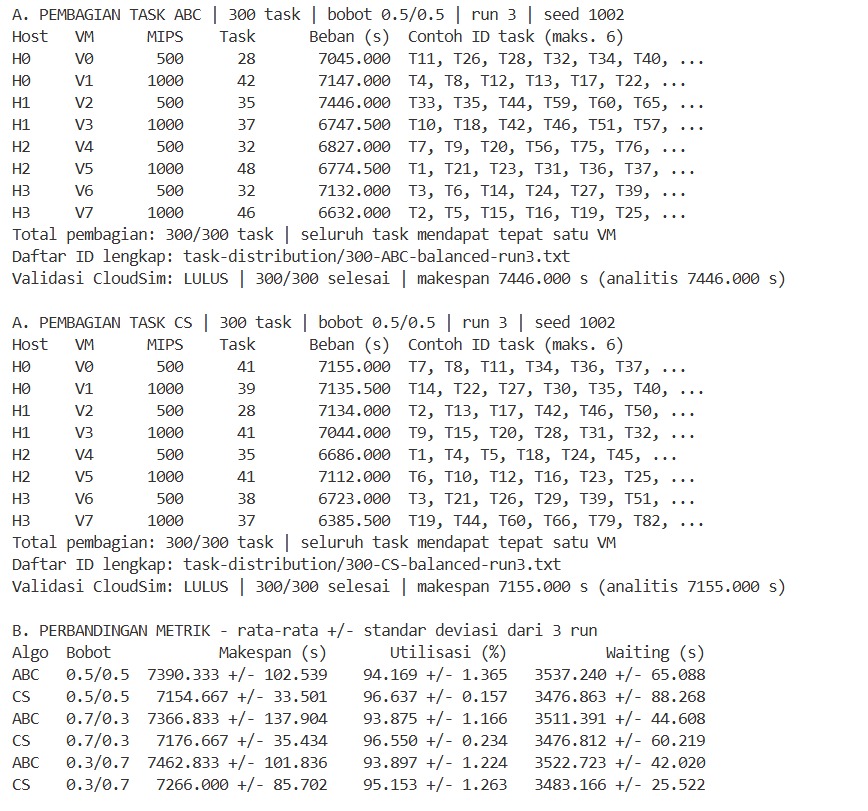 A. PEMBAGIAN TASK ABC | 300 task | bobot 0.5/0.5 | run 3 | seed 1002
Host VM MIPS Task Beban (s) Contoh ID task (maks. 6)
H0 V0 500 28 7045.000 T11, T26, T28, T32, T34, T40, ...
H0 V1 1000 42 7147.000 T4, T8, T12, T13, T17, T22, ...
H1 V2 500 35 7446.000 T33, T35, T44, T59, T60, T65, ...
H1 V3 1000 37 6747.500 T10, T18, T42, T46, T51, T57, ...
H2 V4 500 32 6827.000 T7, T9, T20, T56, T75, T76, ...
H2 V5 1000 48 6774.500 T1, T21, T23, T31, T36, T37, ...
H3 V6 500 32 7132.000 T3, T6, T14, T24, T27, T39, ...
H3 V7 1000 46 6632.000 T2, T5, T15, T16, T19, T25, ...
Total pembagian: 300/300 task | seluruh task mendapat tepat satu VM
Daftar ID lengkap: task-distribution/300-ABC-balanced-run3.txt
Validasi CloudSim: LULUS | 300/300 selesai | makespan 7446.000 s (analitis 7446.000 s)
A. PEMBAGIAN TASK CS | 300 task | bobot 0.5/0.5 | run 3 | seed 1002
Host VM MIPS Task Beban (s) Contoh ID task (maks. 6)
H0 V0 500 41 7155.000 T7, T8, T11, T34, T36, T37, ...
H0 V1 1000 39 7135.500 T14, T22, T27, T30, T35, T40, ...
H1 V2 500 28 7134.000 T2, T13, T17, T42, T46, T50, ...
H1 V3 1000 41 7044.000 T9, T15, T20, T28, T31, T32, ...
H2 V4 500 35 6686.000 T1, T4, T5, T18, T24, T45, ...
H2 V5 1000 41 7112.000 T6, T10, T12, T16, T23, T25, ...
H3 V6 500 38 6723.000 T3, T21, T26, T29, T39, T51, ...
H3 V7 1000 37 6385.500 T19, T44, T60, T66, T79, T82, ...
Total pembagian: 300/300 task | seluruh task mendapat tepat satu VM
Daftar ID lengkap: task-distribution/300-CS-balanced-run3.txt
Validasi CloudSim: LULUS | 300/300 selesai | makespan 7155.000 s (analitis 7155.000 s)
B. PERBANDINGAN METRIK - rata-rata +/- standar deviasi dari 3 run
Algo Bobot Makespan (s) Utilisasi (%) Waiting (s)
ABC 0.5/0.5 7390.333 +/- 102.539 94.169 +/- 1.365 3537.240 +/- 65.088
CS 0.5/0.5 7154.667 +/- 33.501 96.637 +/- 0.157 3476.863 +/- 88.268
ABC 0.7/0.3 7366.833 +/- 137.904 93.875 +/- 1.166 3511.391 +/- 44.608
CS 0.7/0.3 7176.667 +/- 35.434 96.550 +/- 0.234 3476.812 +/- 60.219
ABC 0.3/0.7 7462.833 +/- 101.836 93.897 +/- 1.224 3522.723 +/- 42.020
CS 0.3/0.7 7266.000 +/- 85.702 95.153 +/- 1.263 3483.166 +/- 25.522